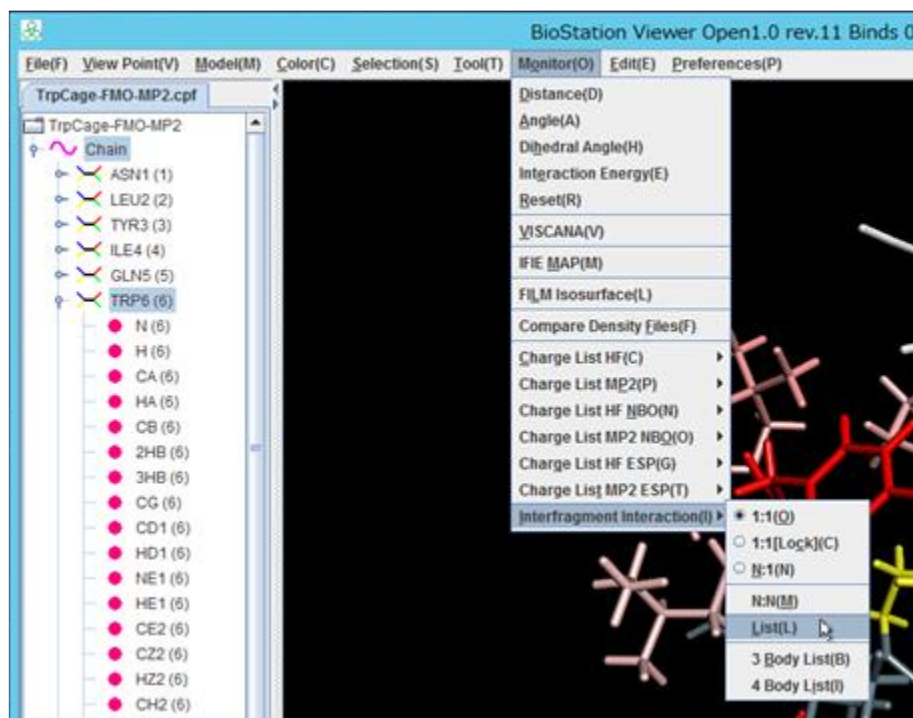 BioStation Viewer Open1.0 rev.11 Binds 0
File(F) View Point(V) Model(M) Color(C) Selection(S) Tool(T) Monitor(O) Edit(E) Preferences(P)
TrpCage-FMO-MP2.cpf
TrpCage-FMO-MP2
Chain
ASN1 (1)
LEU2 (2)
TYR3 (3)
ILE4 (4)
GLN5 (5)
TRP6 (6)
N (6)
H (6)
CA (6)
HA (6)
CB (6)
2HB (6)
3HB (6)
CG (6)
CD1 (6)
HD1 (6)
NE1 (6)
HE1 (6)
CE2 (6)
CZ2 (6)
HZ2 (6)
CH2 (6)
Distance(D)
Angle(A)
Dihedral Angle(H)
Interaction Energy(E)
Reset(R)
VISCANA(V)
IFIE MAP(M)
FILM Isosurface(L)
Compare Density Files(F)
Charge List HF(C)
Charge List MP2(P)
Charge List HF NBO(N)
Charge List MP2 NBO(O)
Charge List HF ESP(G)
Charge List MP2 ESP(T)
Interfragment Interaction(I)
1:1(O)
1:1[Lock](C)
N:1(N)
N:N(M)
List(L)
3 Body List(B)
4 Body List(I)